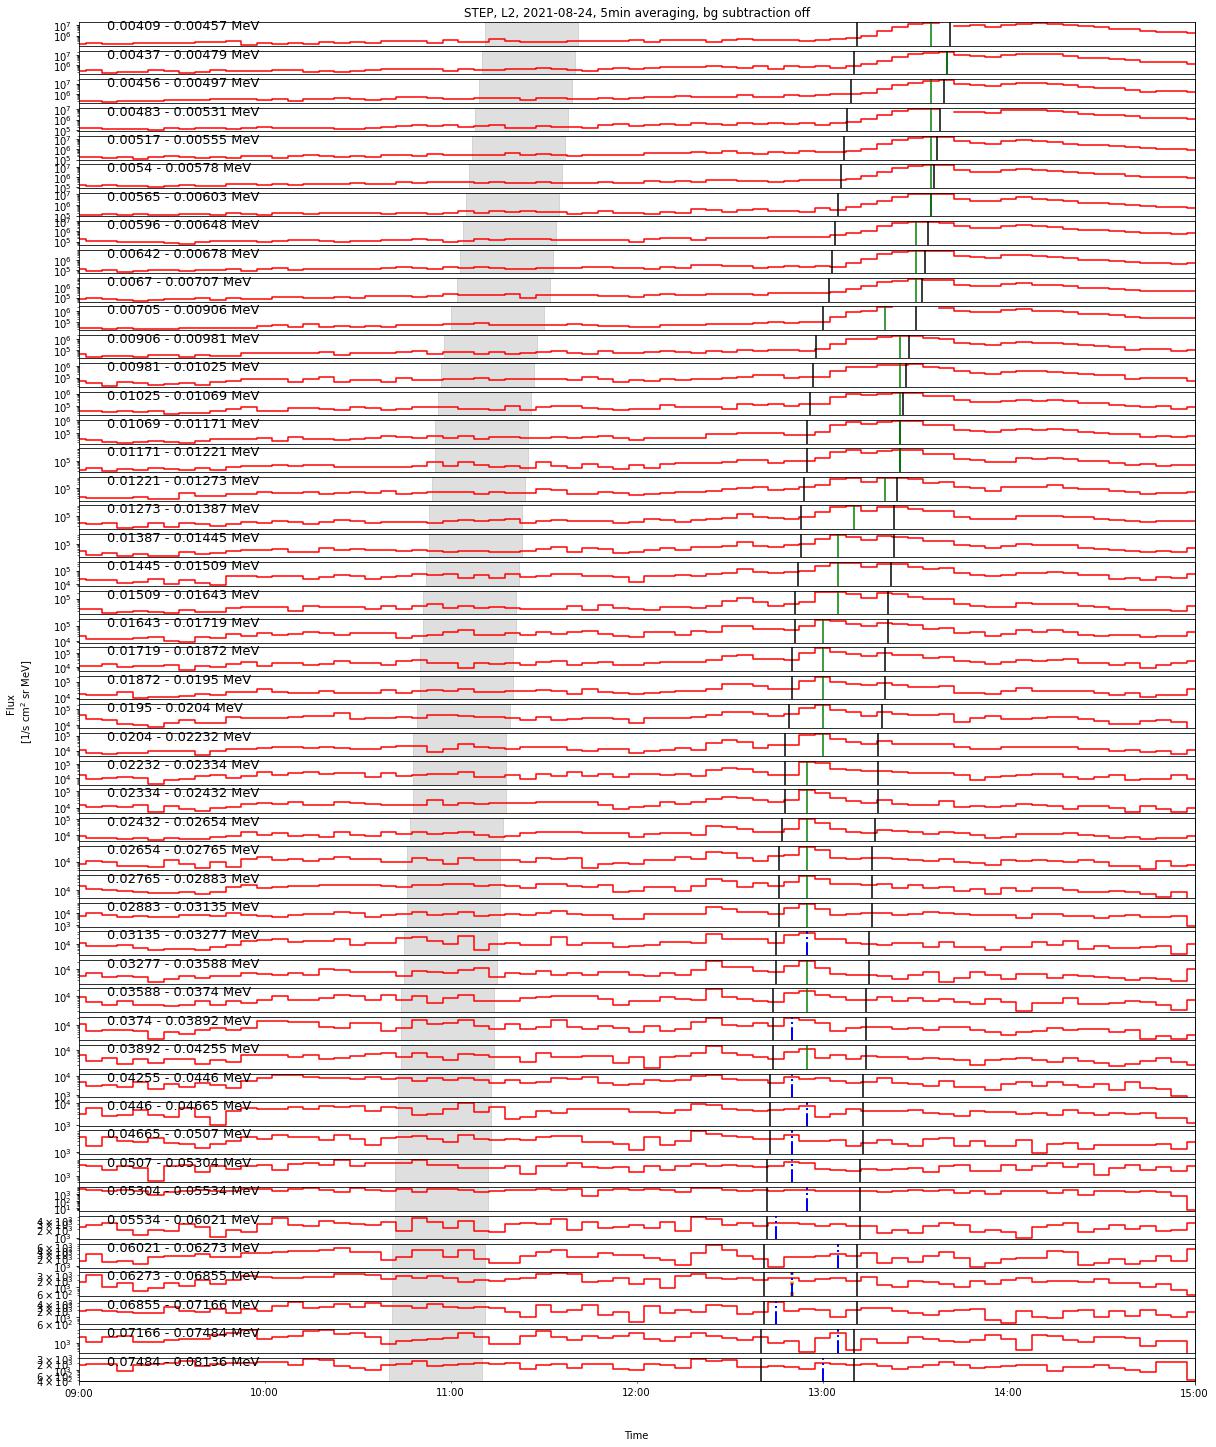 STEP, L2, 2021-08-24, 5min averaging, bg subtraction off
0.00409 - 0.00457 MeV
0.00437 - 0.00479 MeV
0.00456 - 0.00497 MeV
0.00483 - 0.00531 MeV
0.00517 - 0.00555 MeV
0.0054 - 0.00578 MeV
0.00565 - 0.00603 MeV
0.00596 - 0.00648 MeV
0.00642 - 0.00678 MeV
0.0067 - 0.00707 MeV
0.00705 - 0.00906 MeV
0.00906 - 0.00981 MeV
0.00981 - 0.01025 MeV
0.01025 - 0.01069 MeV
0.01069 - 0.01171 MeV
0.01171 - 0.01221 MeV
0.01221 - 0.01273 MeV
0.01273 - 0.01387 MeV
0.01387 - 0.01445 MeV
0.01445 - 0.01509 MeV
0.01509 - 0.01643 MeV
0.01643 - 0.01719 MeV
0.01719 - 0.01872 MeV
0.01872 - 0.0195 MeV
0.0195 - 0.0204 MeV
0.0204 - 0.02232 MeV
0.02232 - 0.02334 MeV
0.02334 - 0.02432 MeV
0.02432 - 0.02654 MeV
0.02654 - 0.02765 MeV
0.02765 - 0.02883 MeV
0.02883 - 0.03135 MeV
0.03135 - 0.03277 MeV
0.03277 - 0.03588 MeV
0.03588 - 0.0374 MeV
0.0374 - 0.03892 MeV
0.03892 - 0.04255 MeV
0.04255 - 0.0446 MeV
0.0446 - 0.04665 MeV
0.04665 - 0.0507 MeV
0.0507 - 0.05304 MeV
0.05304 - 0.05534 MeV
0.05534 - 0.06021 MeV
0.06021 - 0.06273 MeV
0.06273 - 0.06855 MeV
0.06855 - 0.07166 MeV
0.07166 - 0.07484 MeV
0.07484 - 0.08136 MeV
Flux
[1/s cm² sr MeV]
09:00 10:00 11:00 12:00 13:00 14:00 15:00
Time